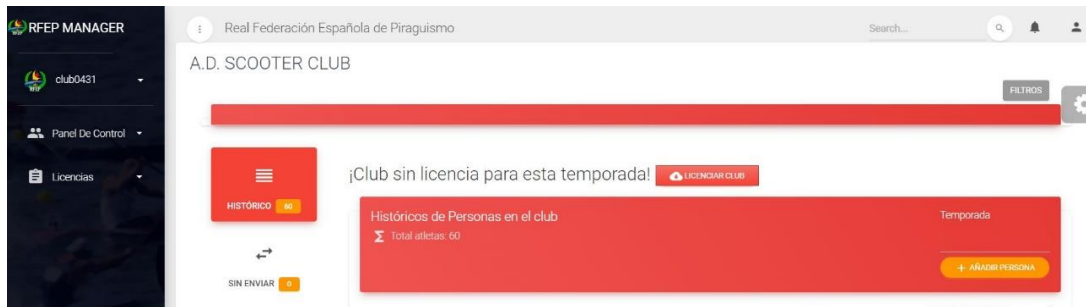 RFEP MANAGER
Real Federación Española de Piraguismo
Search...
club0431
A.D. SCOOTER CLUB
FILTROS
Panel De Control
Licencias
¡Club sin licencia para esta temporada!
LICENCIAR CLUB
HISTÓRICO 60
Históricos de Personas en el club
Temporada
Total atletas: 60
+ AÑADIR PERSONA
SIN ENVIAR 0